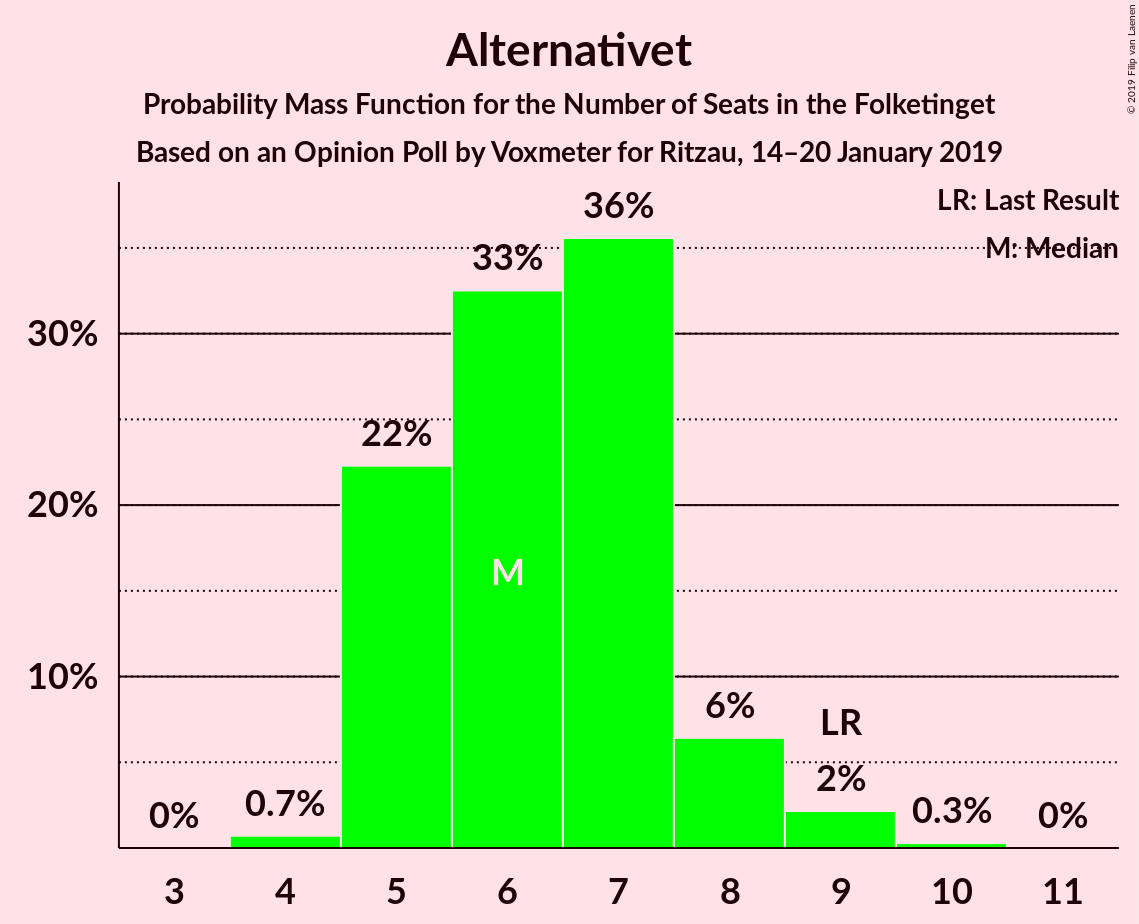 Alternativet
Probability Mass Function for the Number of Seats in the Folketinget
Based on an Opinion Poll by Voxmeter for Ritzau, 14–20 January 2019
© 2019 Filip van Laenen
LR: Last Result
M: Median
36%
33%
30%
22%
20%
M
10%
6%
LR
2%
0.7%
0.3%
0%
0%
3 4 5 6 7 8 9 10 11